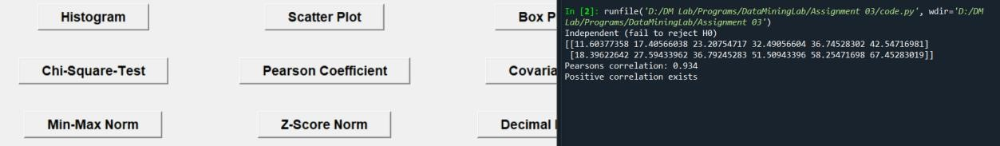 Histogram Scatter Plot Box P
Chi-Square-Test Pearson Coefficient Covaria
Min-Max Norm Z-Score Norm Decimal
In [2]: runfile('D:/DM Lab/Programs/DataMiningLab/Assignment 03/code.py', wdir='D:/DM
Lab/Programs/DataMiningLab/Assignment 03')
Independent (fail to reject H0)
[[11.60377358 17.40566038 23.20754717 32.49056604 36.74528302 42.54716981]
[18.39622642 27.59433962 36.79245283 51.50943396 58.25471698 67.45283019]]
Pearsons correlation: 0.934
Positive correlation exists